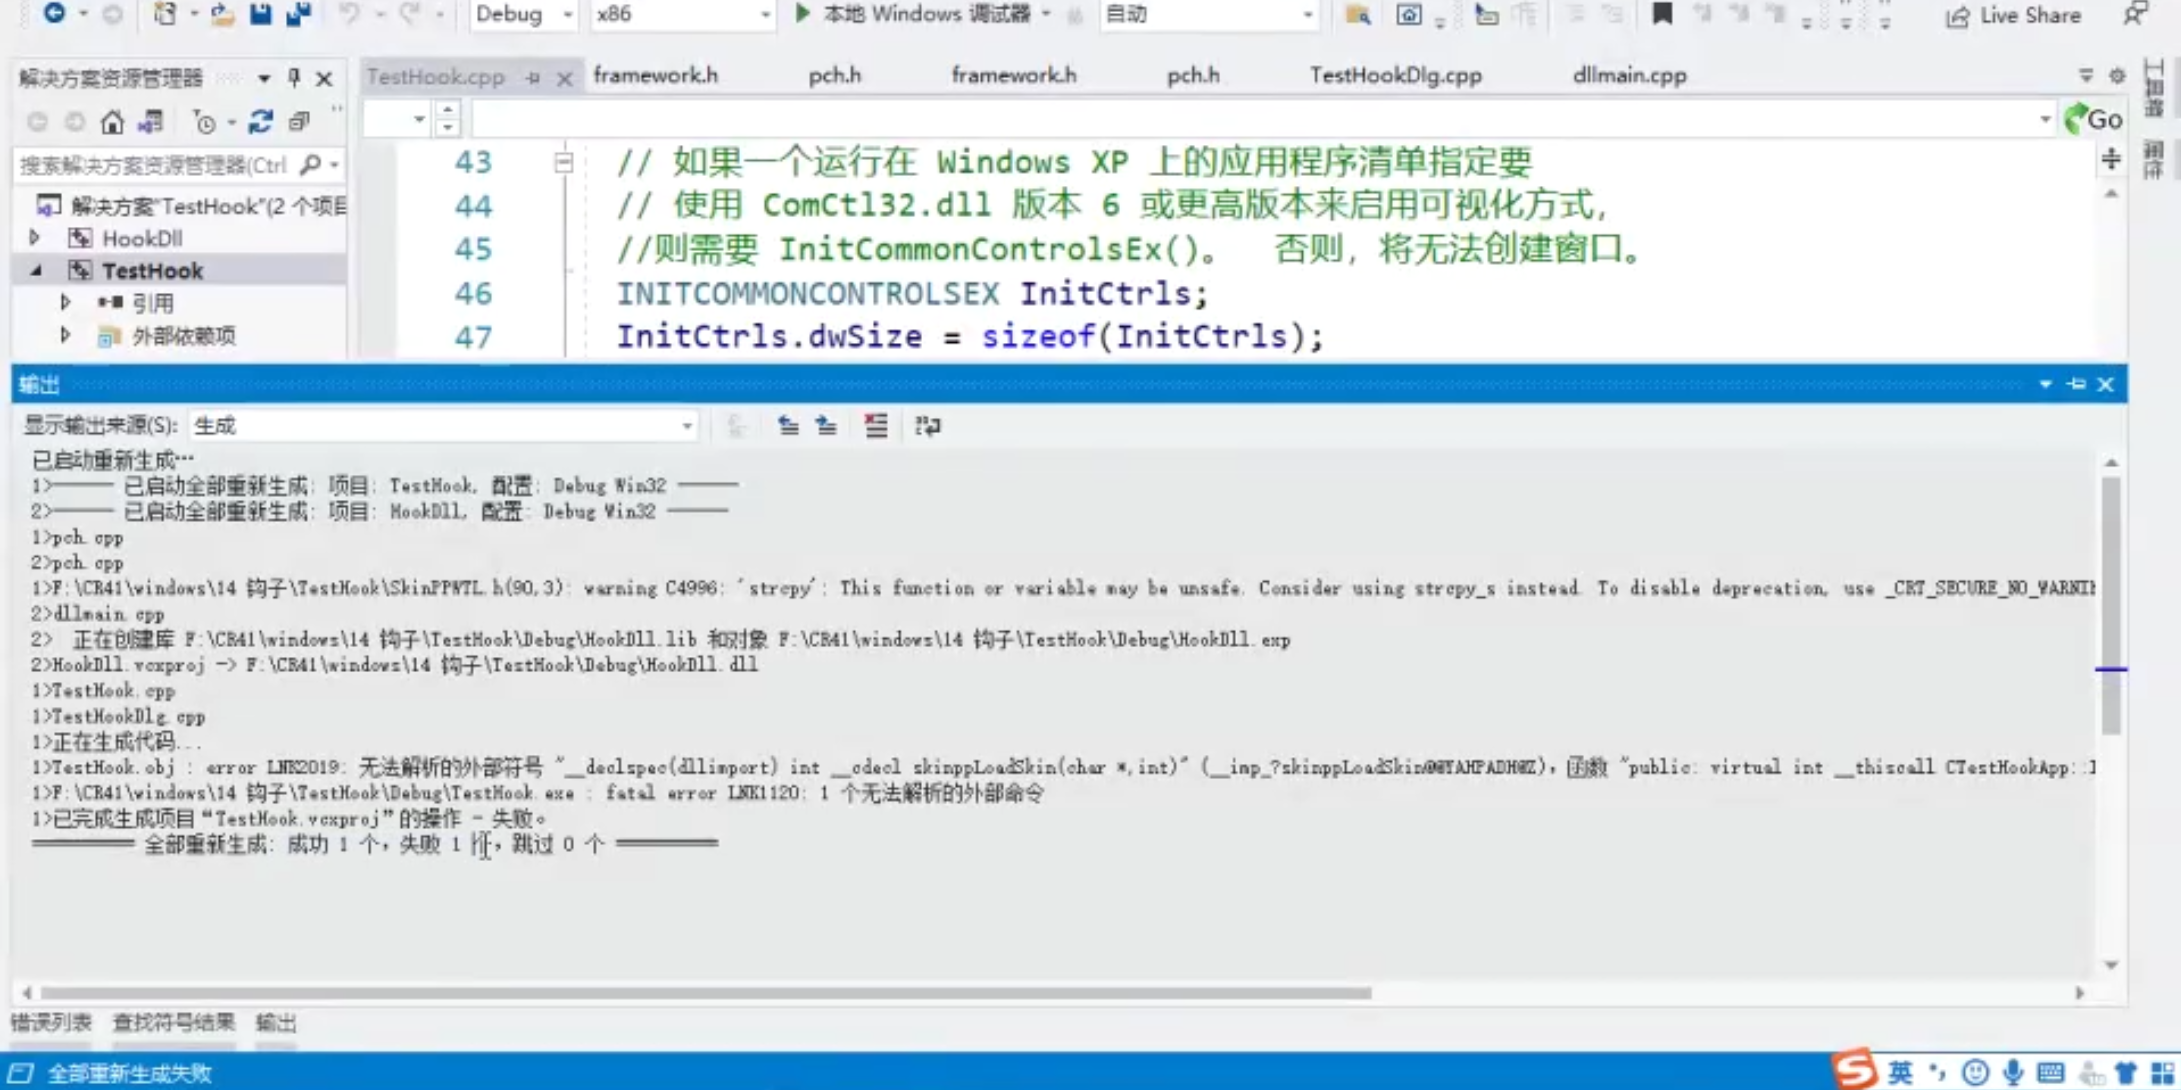 Debug x86 本地 Windows 调试器 自动 Live Share
解决方案资源管理器
TestHook.cpp framework.h pch.h framework.h pch.h TestHookDlg.cpp dllmain.cpp
Go
搜索解决方案资源管理器(Ctrl
解决方案"TestHook"(2 个项目
HookDll
TestHook
引用
外部依赖项
43 // 如果一个运行在 Windows XP 上的应用程序清单指定要
44 // 使用 ComCtl32.dll 版本 6 或更高版本来启用可视化方式,
45 //则需要 InitCommonControlsEx()。 否则, 将无法创建窗口。
46 INITCOMMONCONTROLSEX InitCtrls;
47 InitCtrls.dwSize = sizeof(InitCtrls);
输出
显示输出来源(S): 生成
已启动重新生成…
1>—— 已启动全部重新生成: 项目: TestHook, 配置: Debug Win32 ——
2>—— 已启动全部重新生成: 项目: HookDll, 配置: Debug Win32 ——
1>pch.cpp
2>pch.cpp
1>F:\CR41\windows\14 钩子\TestHook\SkinPPWTL.h(90,3): warning C4996: 'strcpy': This function or variable may be unsafe. Consider using strcpy_s instead. To disable deprecation, use _CRT_SECURE_NO_WARNIN
2>dllmain.cpp
2> 正在创建库 F:\CR41\windows\14 钩子\TestHook\Debug\HookDll.lib 和对象 F:\CR41\windows\14 钩子\TestHook\Debug\HookDll.exp
2>HookDll.vcxproj -> F:\CR41\windows\14 钩子\TestHook\Debug\HookDll.dll
1>TestHook.cpp
1>TestHookDlg.cpp
1>正在生成代码...
1>TestHook.obj : error LNK2019: 无法解析的外部符号 "__declspec(dllimport) int __cdecl skinppLoadSkin(char *,int)" (__imp_?skinppLoadSkin@@YAHPADH@Z)，函数 "public: virtual int __thiscall CTestHookApp::I
1>F:\CR41\windows\14 钩子\TestHook\Debug\TestHook.exe : fatal error LNK1120: 1 个无法解析的外部命令
1>已完成生成项目“TestHook.vcxproj”的操作 - 失败。
========== 全部重新生成: 成功 1 个，失败 1 个，跳过 0 个 ==========
错误列表 查找符号结果 输出
全部重新生成失败
英